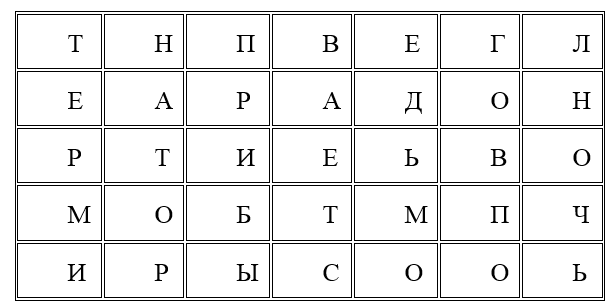 Т Н П В Е Г Л
Е А Р А Д О Н
Р Т И Е Ь В О
М О Б Т М П Ч
И Р Ы С О О Ь